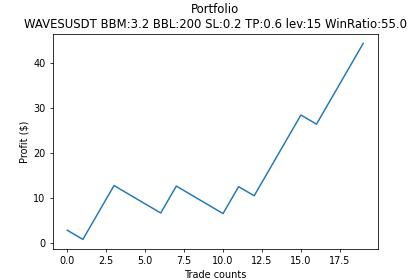 Portfolio
WAVESUSDT BBM:3.2 BBL:200 SL:0.2 TP:0.6 lev:15 WinRatio:55.0
40
30
20
10
0
Profit ($)
0.0 2.5 5.0 7.5 10.0 12.5 15.0 17.5
Trade counts